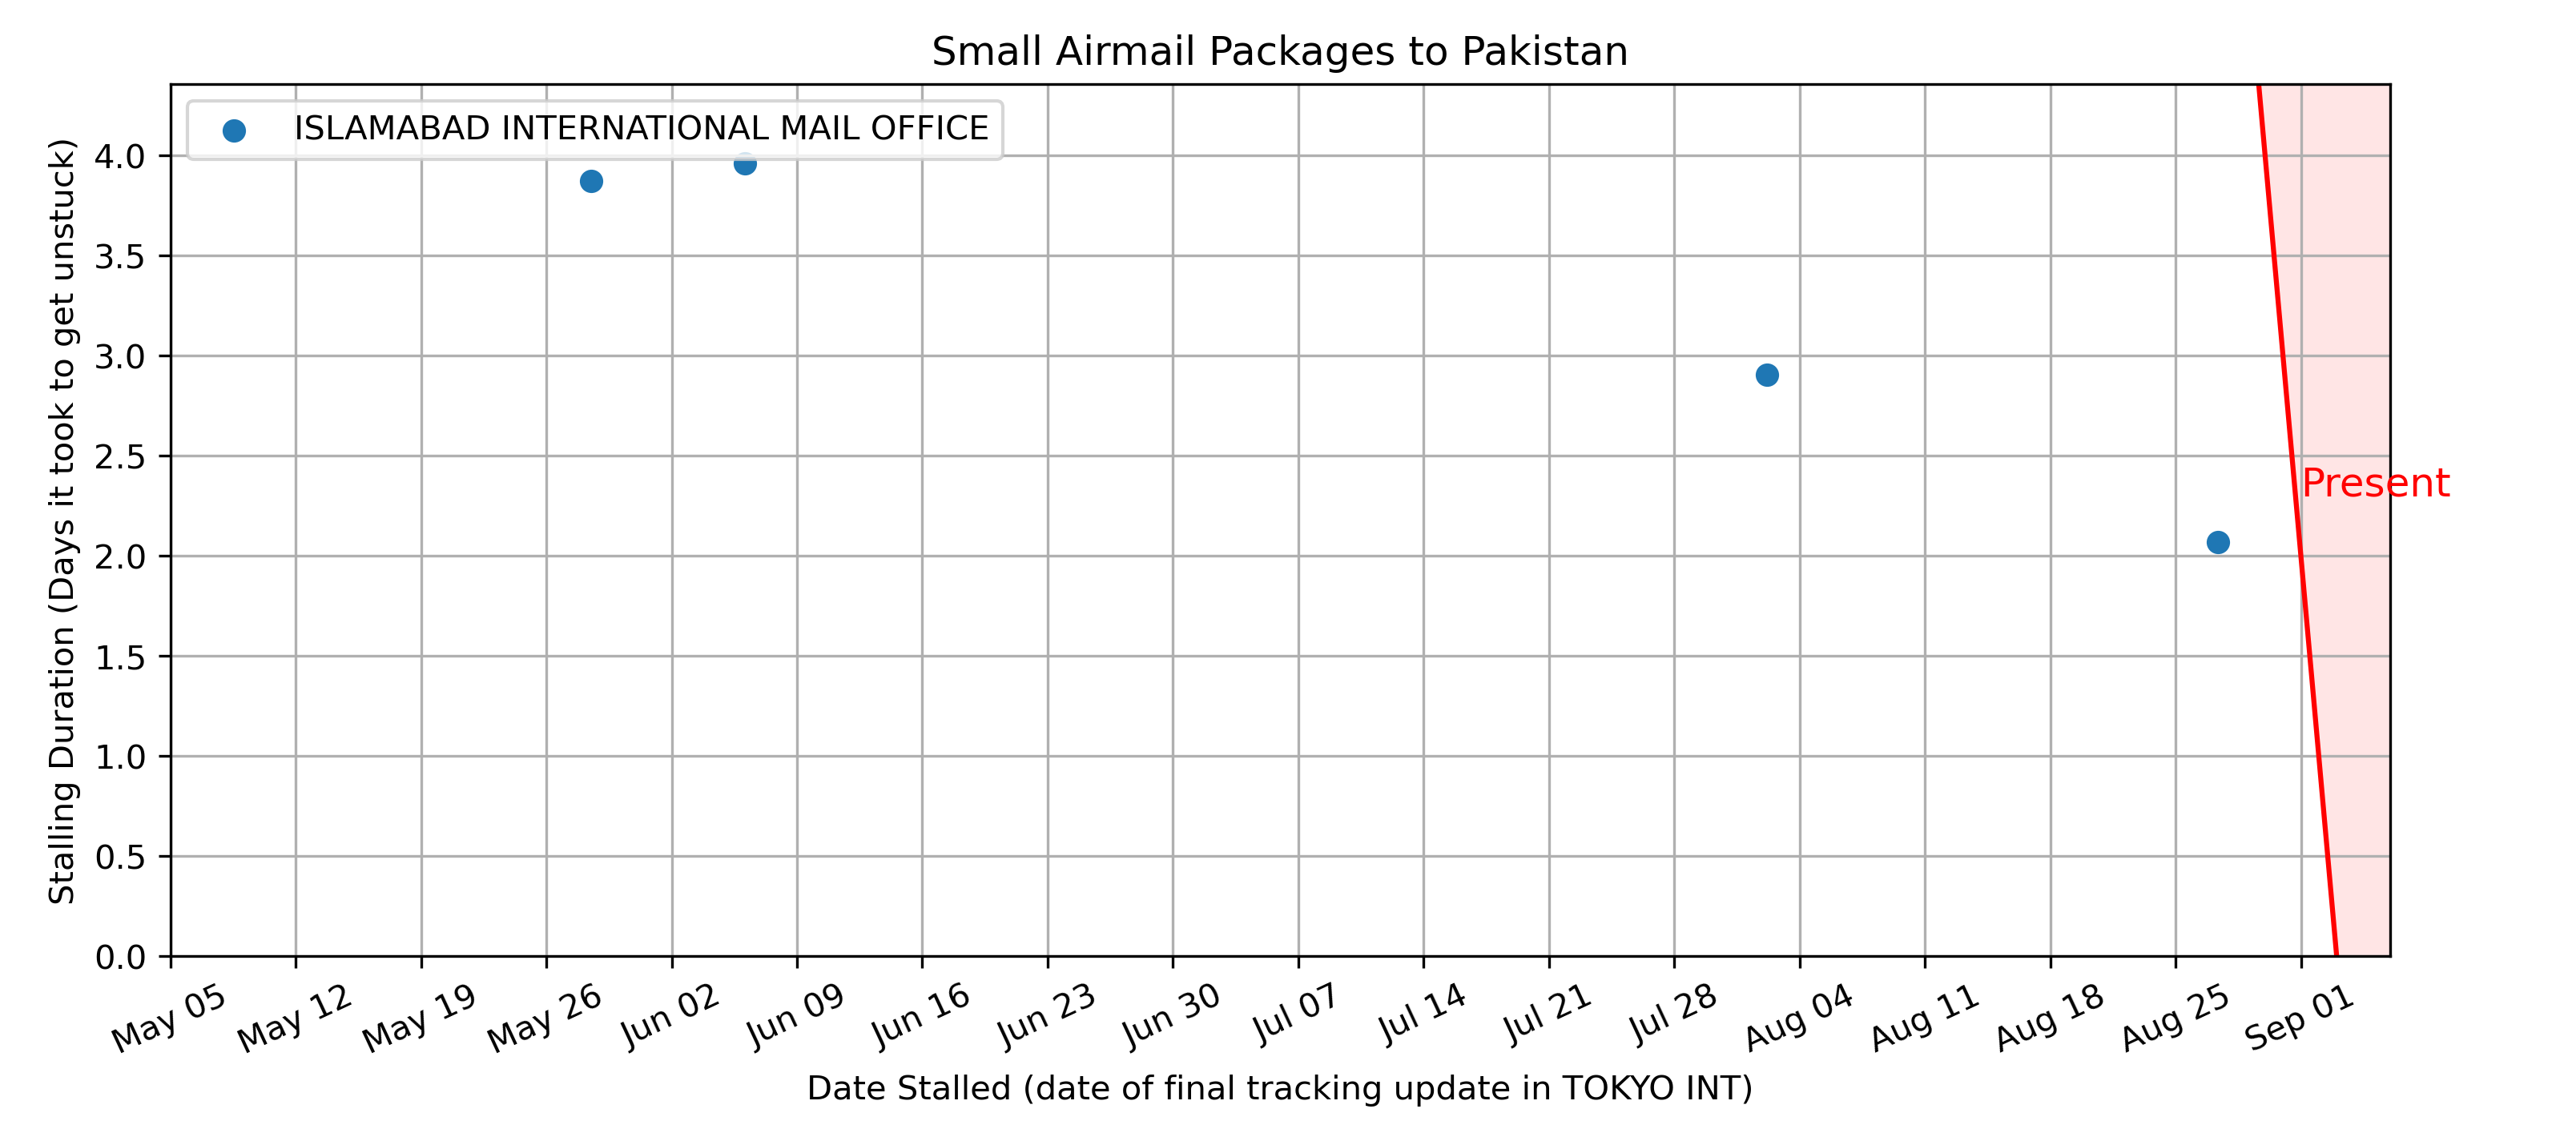 Small Airmail Packages to Pakistan
ISLAMABAD INTERNATIONAL MAIL OFFICE
Stalling Duration (Days it took to get unstuck)
4.0
3.5
3.0
2.5
2.0
1.5
1.0
0.5
0.0
Present
May 05 May 12 May 19 May 26 Jun 02 Jun 09 Jun 16 Jun 23 Jun 30 Jul 07 Jul 14 Jul 21 Jul 28 Aug 04 Aug 11 Aug 18 Aug 25 Sep 01
Date Stalled (date of final tracking update in TOKYO INT)